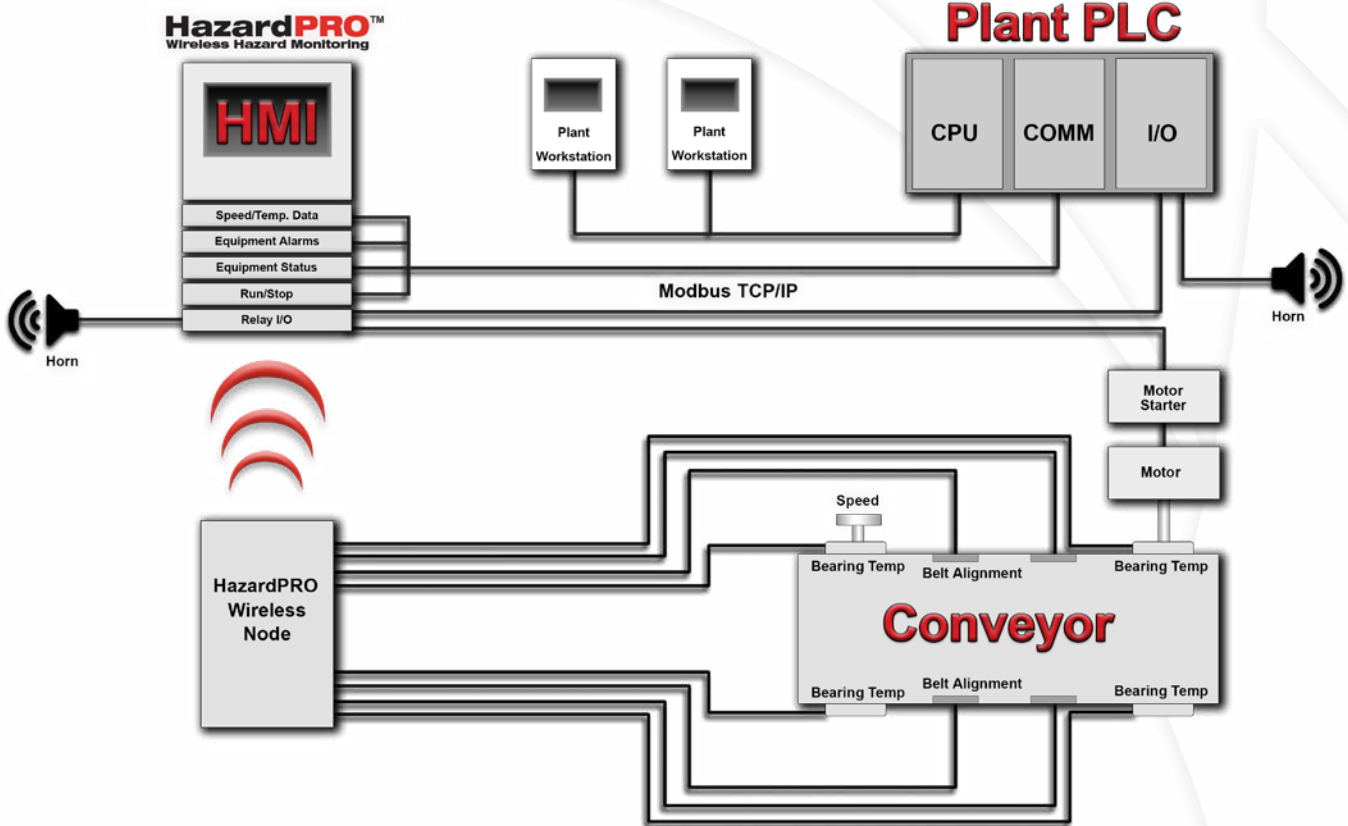 HazardPRO™
Wireless Hazard Monitoring
HMI
Speed/Temp. Data
Equipment Alarms
Equipment Status
Run/Stop
Relay I/O
Horn
Plant
Workstation
Plant
Workstation
Plant PLC
CPU
COMM
I/O
Modbus TCP/IP
Horn
Motor
Starter
Motor
Speed
HazardPRO
Wireless
Node
Bearing Temp
Belt Alignment
Bearing Temp
Conveyor
Bearing Temp
Belt Alignment
Bearing Temp